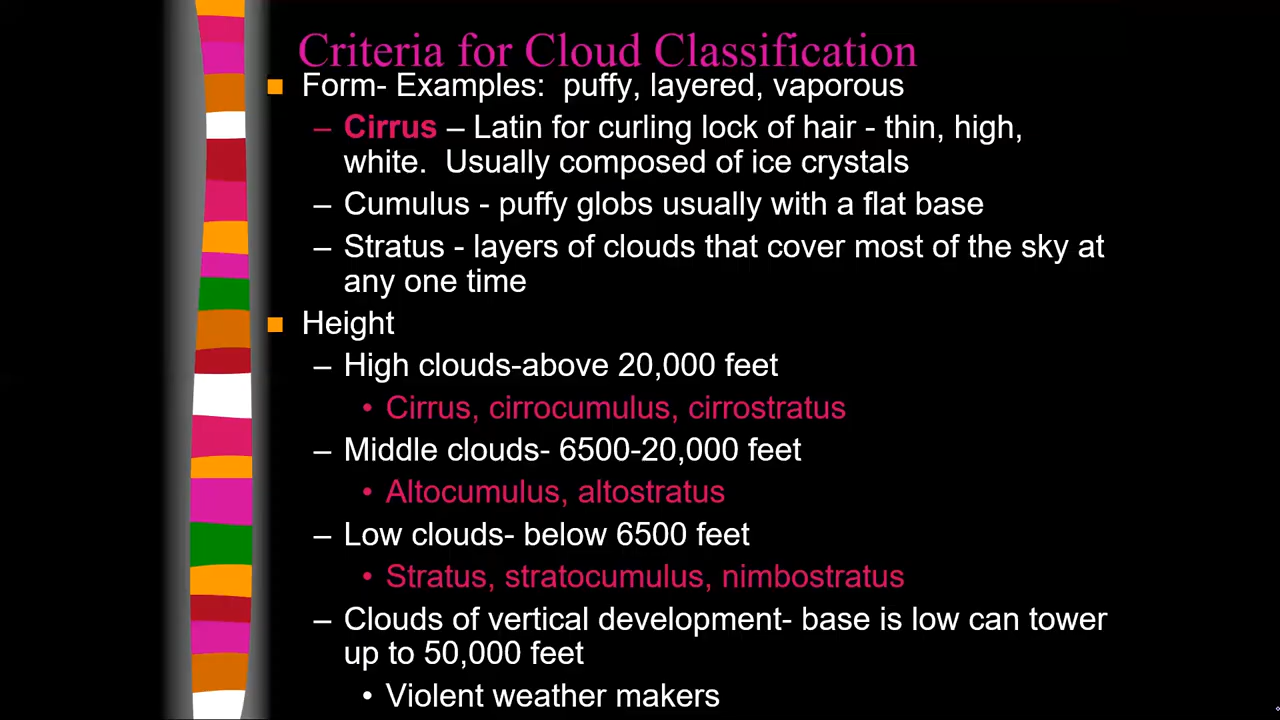 Criteria for Cloud Classification
■ Form- Examples:  puffy, layered, vaporous
– Cirrus – Latin for curling lock of hair - thin, high,
white.  Usually composed of ice crystals
– Cumulus - puffy globs usually with a flat base
– Stratus - layers of clouds that cover most of the sky at
any one time
■ Height
– High clouds-above 20,000 feet
• Cirrus, cirrocumulus, cirrostratus
– Middle clouds- 6500-20,000 feet
• Altocumulus, altostratus
– Low clouds- below 6500 feet
• Stratus, stratocumulus, nimbostratus
– Clouds of vertical development- base is low can tower
up to 50,000 feet
• Violent weather makers